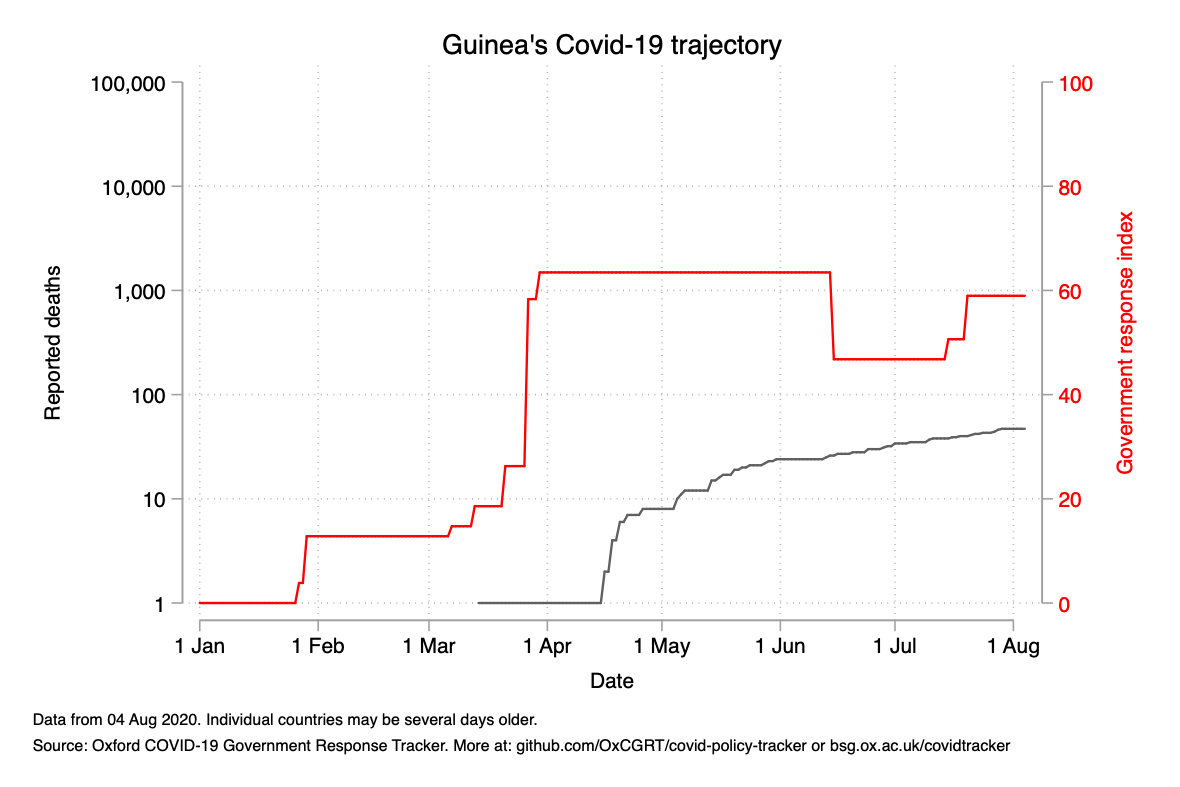 Guinea's Covid-19 trajectory
100,000
10,000
1,000
100
10
1
Reported deaths
100
80
60
40
20
0
Government response index
1 Jan 1 Feb 1 Mar 1 Apr 1 May 1 Jun 1 Jul 1 Aug
Date
Data from 04 Aug 2020. Individual countries may be several days older.
Source: Oxford COVID-19 Government Response Tracker. More at: github.com/OxCGRT/covid-policy-tracker or bsg.ox.ac.uk/covidtracker